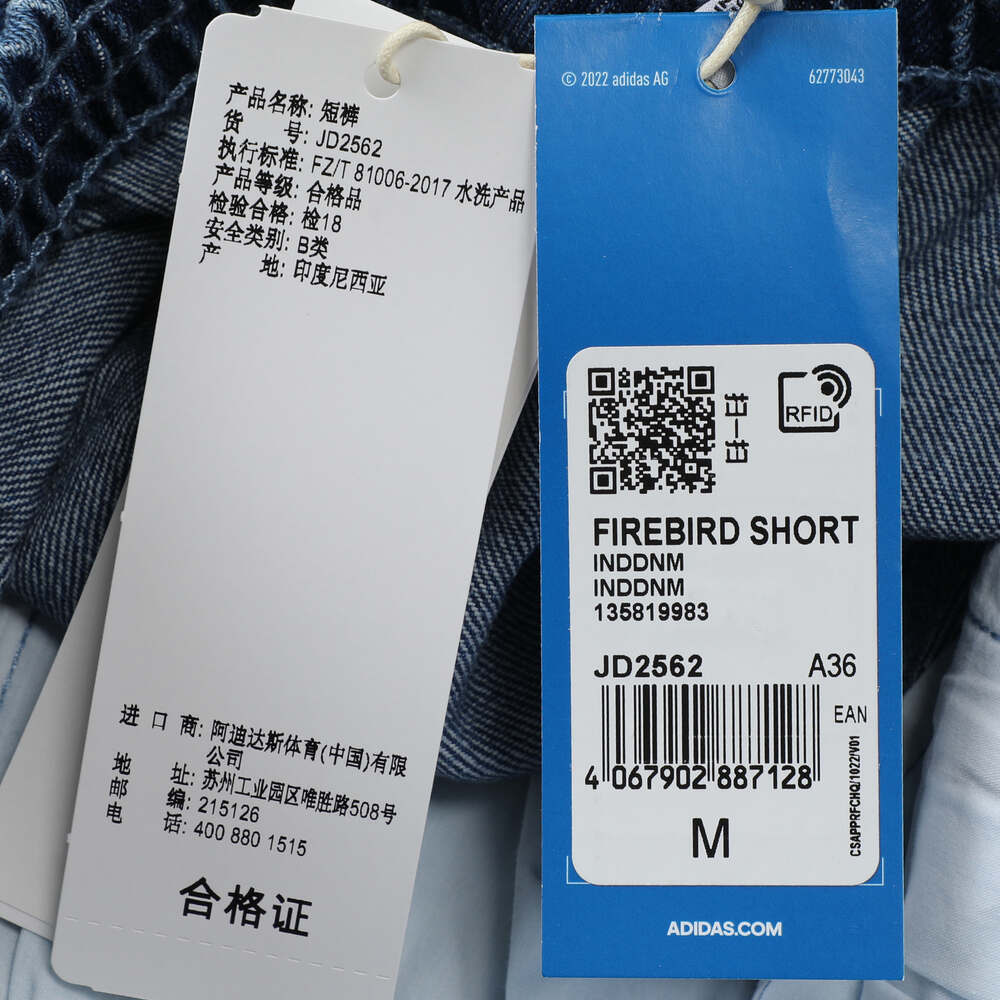 产品名称: 短裤
货 号: JD2562
执行标准: FZ/T 81006-2017 水洗产品
产品等级: 合格品
检验合格: 检18
安全类别: B类
产 地: 印度尼西亚
进 口 商: 阿迪达斯体育(中国)有限
公司
地 址: 苏州工业园区唯胜路508号
邮 编: 215126
电 话: 400 880 1515
合格证
© 2022 adidas AG
62773043
扫一扫
RFID
FIREBIRD SHORT
INDDNM
INDDNM
135819983
JD2562 A36
EAN
4 067902 887128
CSAPPRFCHQ/1022/V01
M
ADIDAS.COM